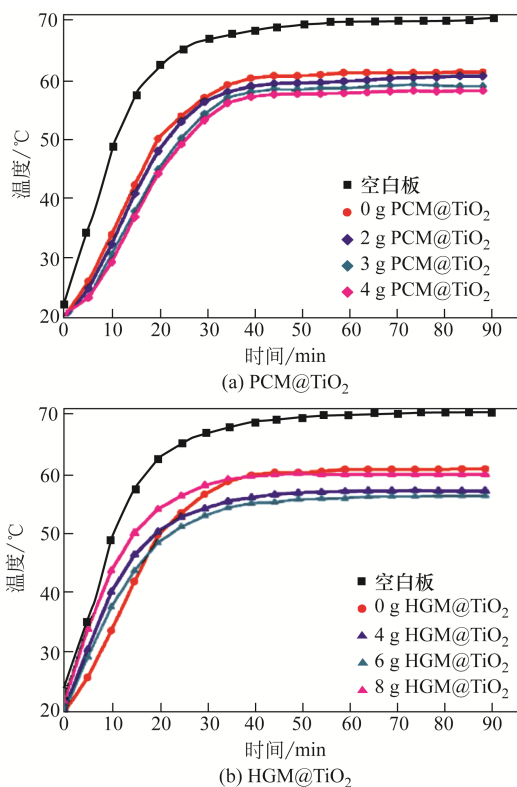 70
60
50
40
30
20
温度/℃
空白板
0 g PCM@TiO₂
2 g PCM@TiO₂
3 g PCM@TiO₂
4 g PCM@TiO₂
0 10 20 30 40 50 60 70 80 90
时间/min
(a) PCM@TiO₂
70
60
50
40
30
20
温度/℃
空白板
0 g HGM@TiO₂
4 g HGM@TiO₂
6 g HGM@TiO₂
8 g HGM@TiO₂
0 10 20 30 40 50 60 70 80 90
时间/min
(b) HGM@TiO₂